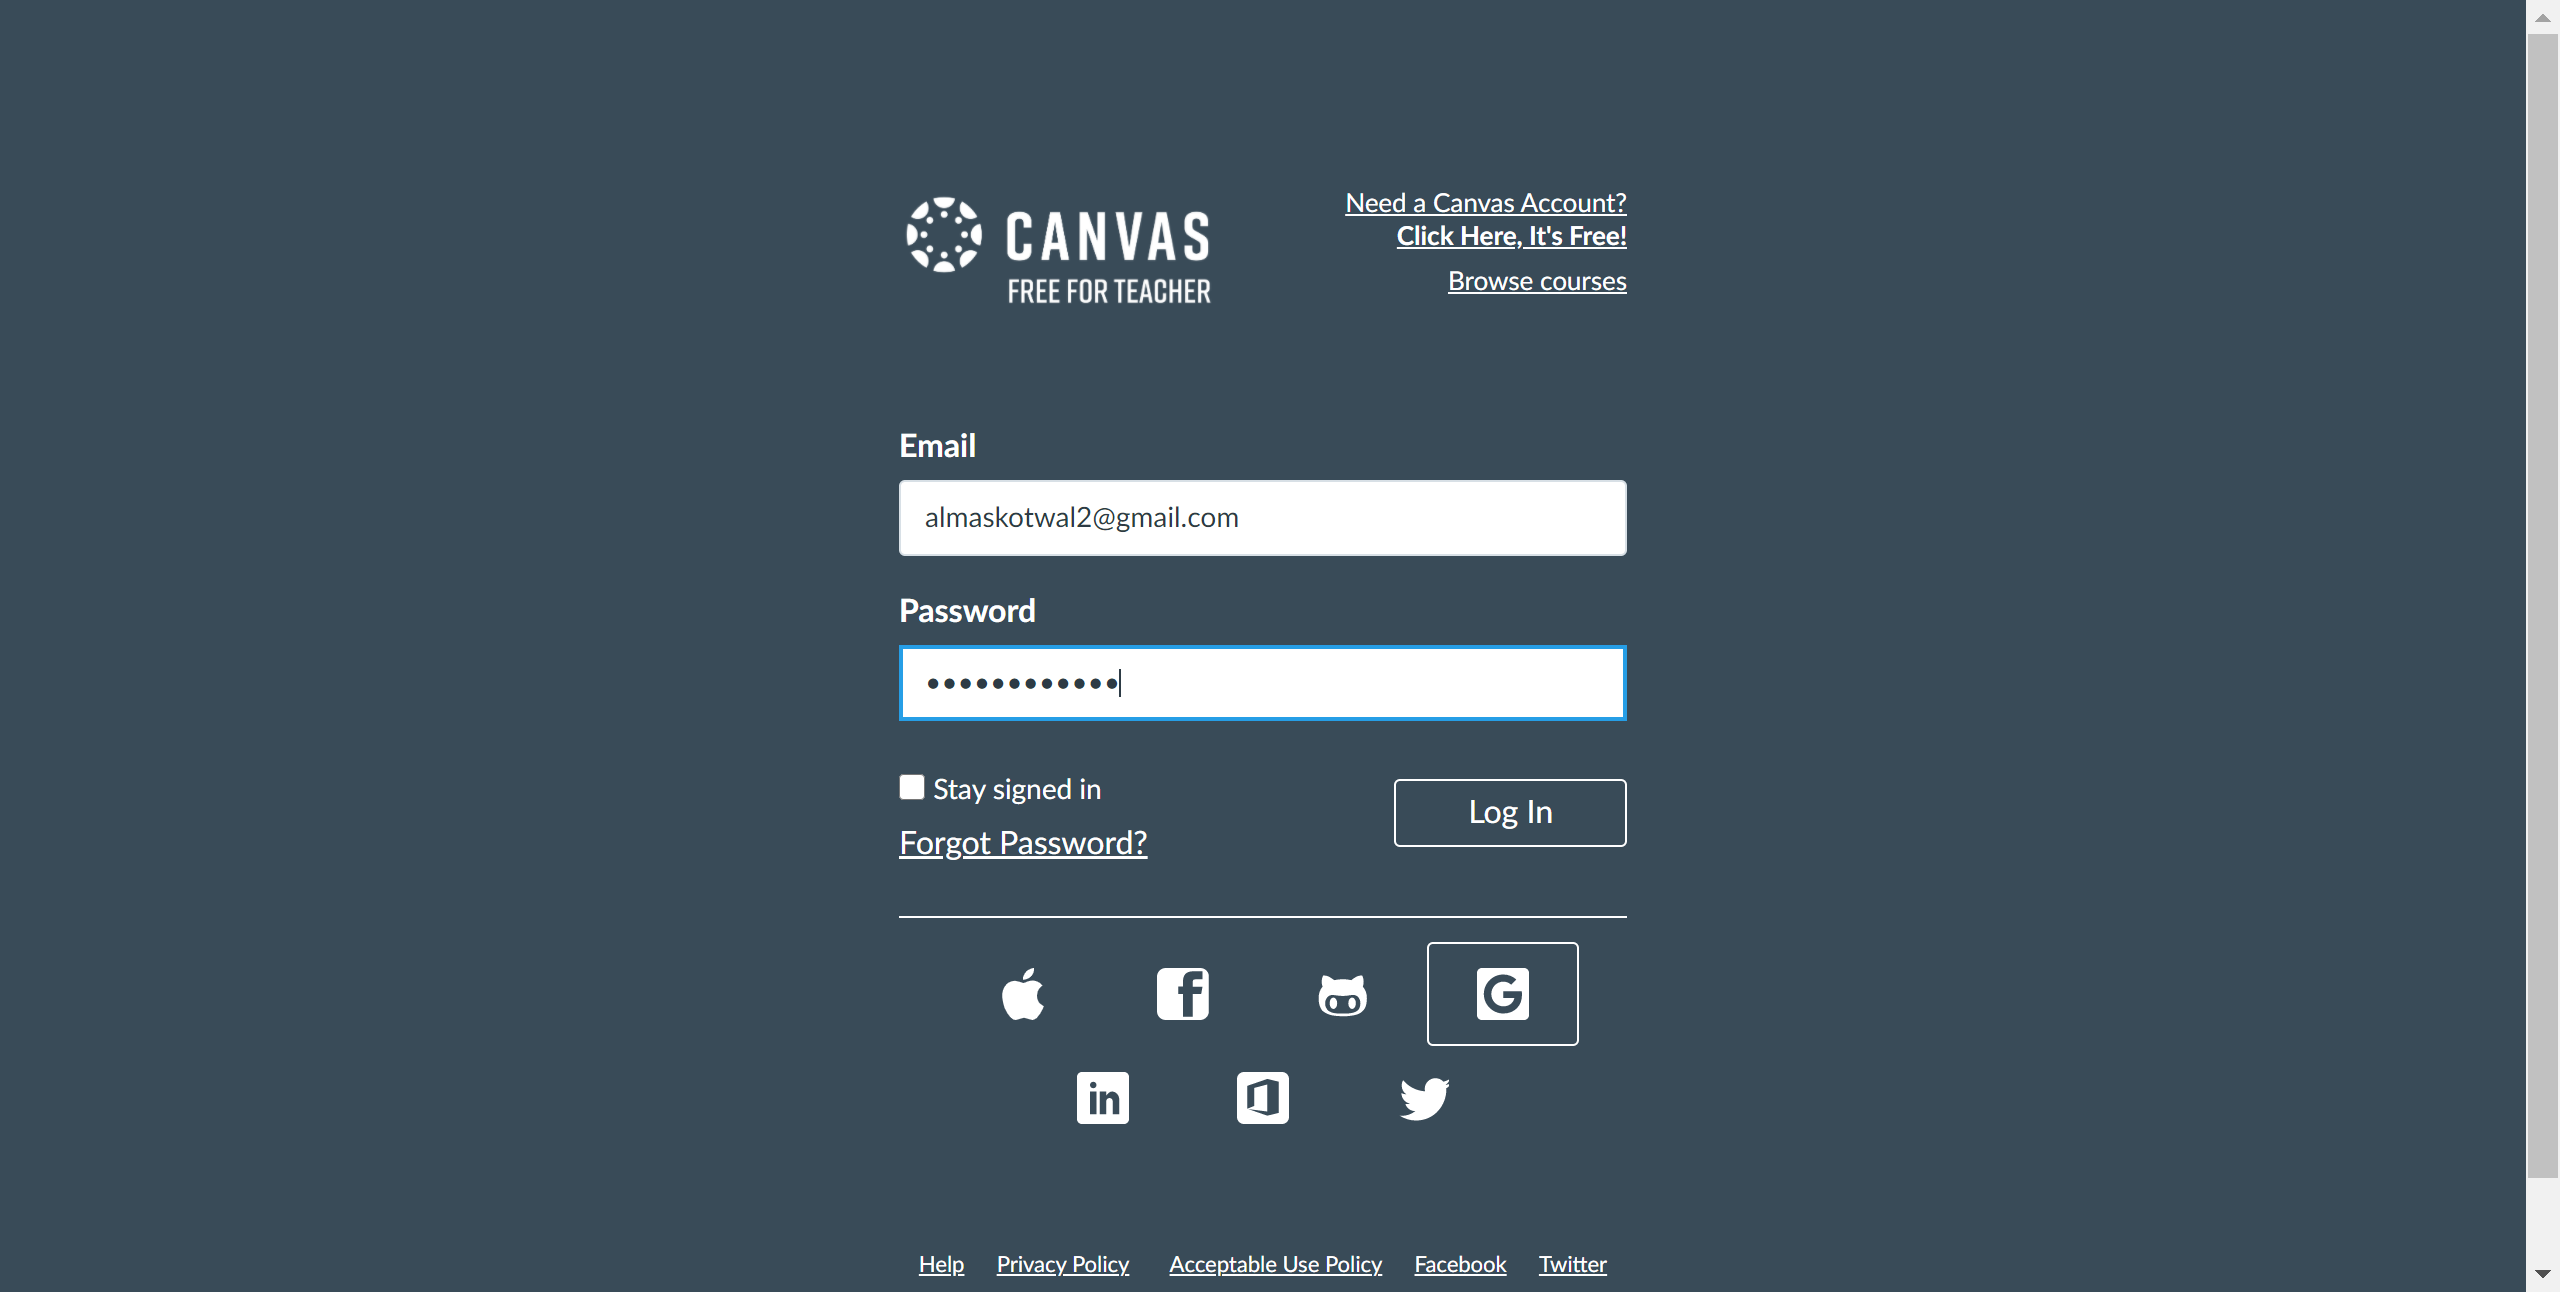 CANVAS
FREE FOR TEACHER
Need a Canvas Account?
Click Here, It's Free!
Browse courses
Email
almaskotwal2@gmail.com
Password
••••••••••••
Stay signed in
Forgot Password?
Log In
Help Privacy Policy Acceptable Use Policy Facebook Twitter